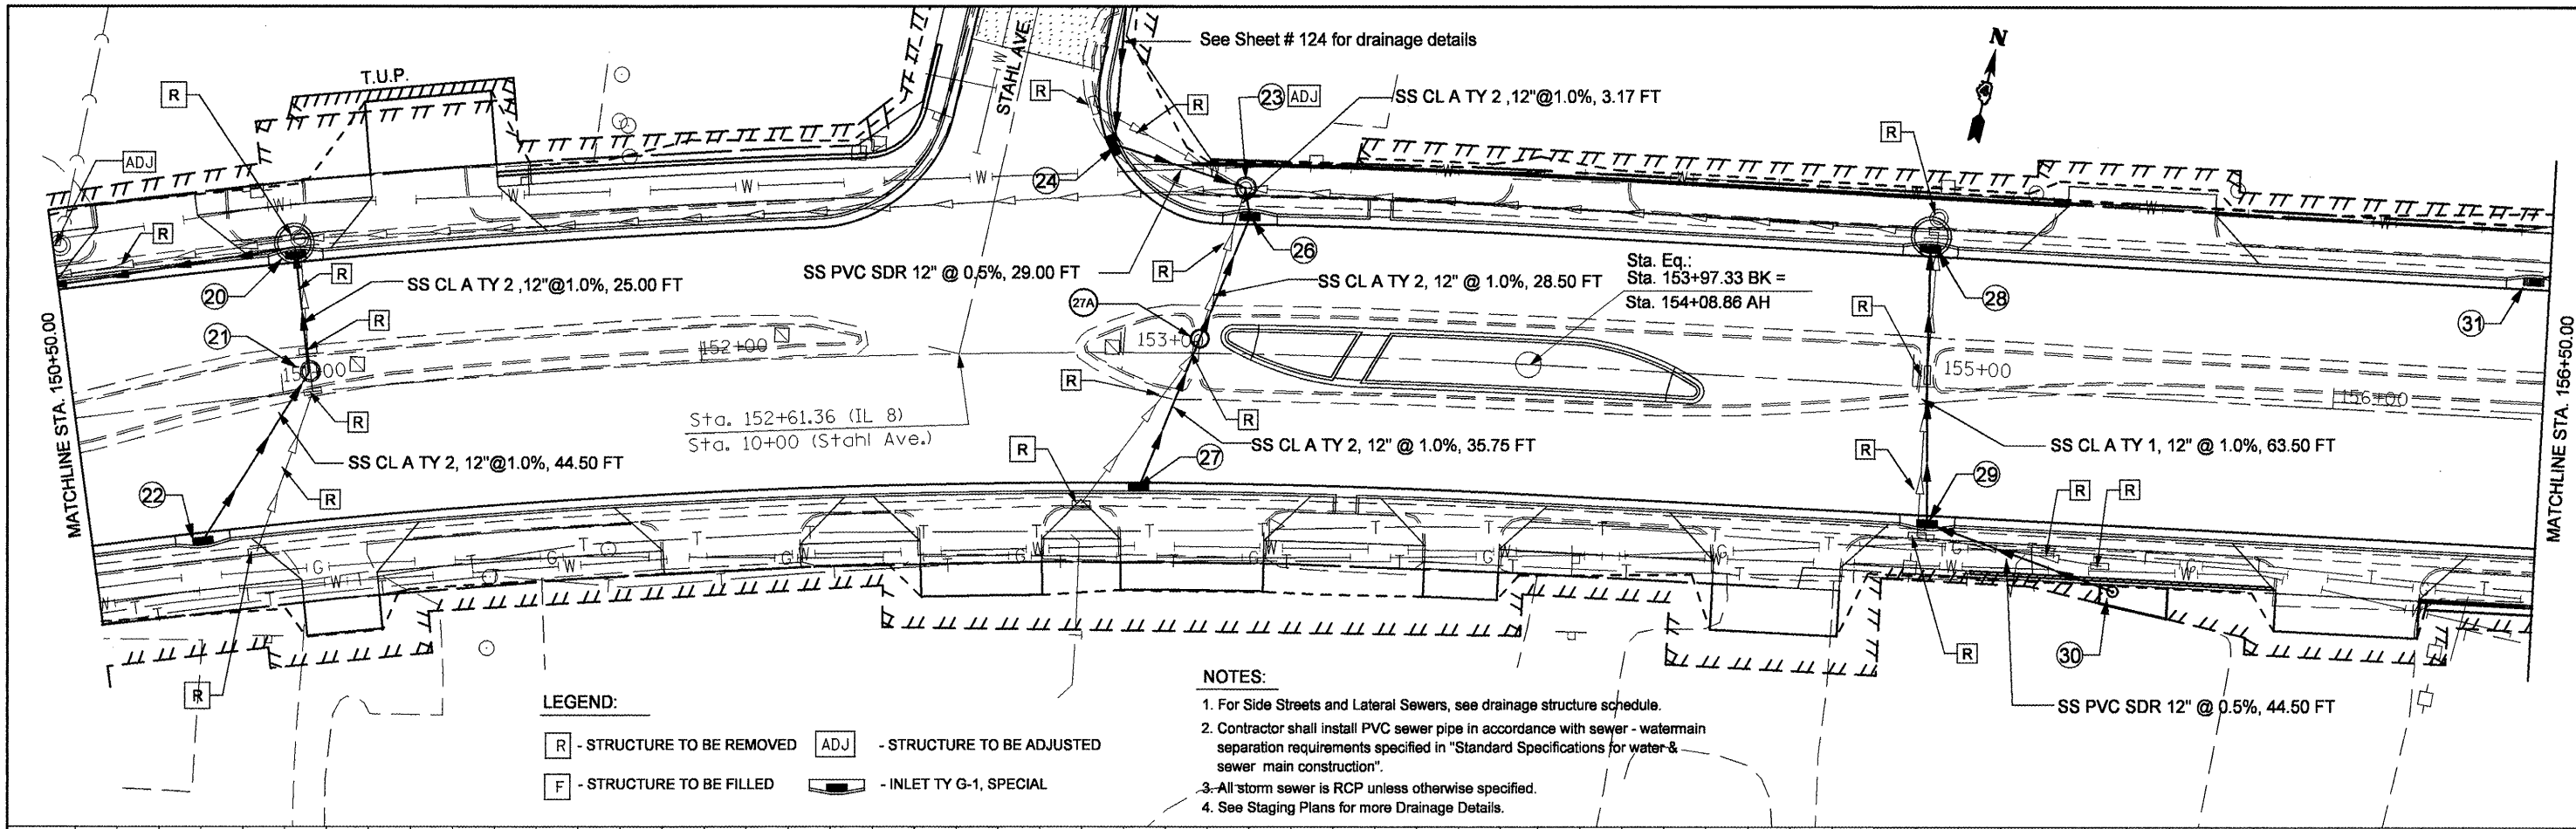 See Sheet # 124 for drainage details
STAHL AVE.
N
T.U.P.
R
R
R
23 ADJ
SS CL A TY 2 ,12"@1.0%, 3.17 FT
R
ADJ
24
W
W
W
W
W
R
20
R
SS CL A TY 2 ,12"@1.0%, 25.00 FT
SS PVC SDR 12" @ 0.5%, 29.00 FT
R
26
SS CL A TY 2, 12" @ 1.0%, 28.50 FT
Sta. Eq.:
Sta. 153+97.33 BK =
Sta. 154+08.86 AH
28
R
31
27A
21
R
152+00
153+00
155+00
156+00
MATCHLINE STA. 150+50.00
MATCHLINE STA. 156+50.00
R
R
R
Sta. 152+61.36 (IL 8)
Sta. 10+00 (Stahl Ave.)
SS CL A TY 2, 12"@1.0%, 44.50 FT
R
27
SS CL A TY 2, 12" @ 1.0%, 35.75 FT
R
SS CL A TY 1, 12" @ 1.0%, 63.50 FT
22
R
29
R
R
G
W
T
G
W
T
G
W
T
R
R
30
SS PVC SDR 12" @ 0.5%, 44.50 FT
LEGEND:
R - STRUCTURE TO BE REMOVED ADJ - STRUCTURE TO BE ADJUSTED
F - STRUCTURE TO BE FILLED - INLET TY G-1, SPECIAL
NOTES:
1. For Side Streets and Lateral Sewers, see drainage structure schedule.
2. Contractor shall install PVC sewer pipe in accordance with sewer - watermain
separation requirements specified in "Standard Specifications for water &
sewer main construction".
3. All storm sewer is RCP unless otherwise specified.
4. See Staging Plans for more Drainage Details.